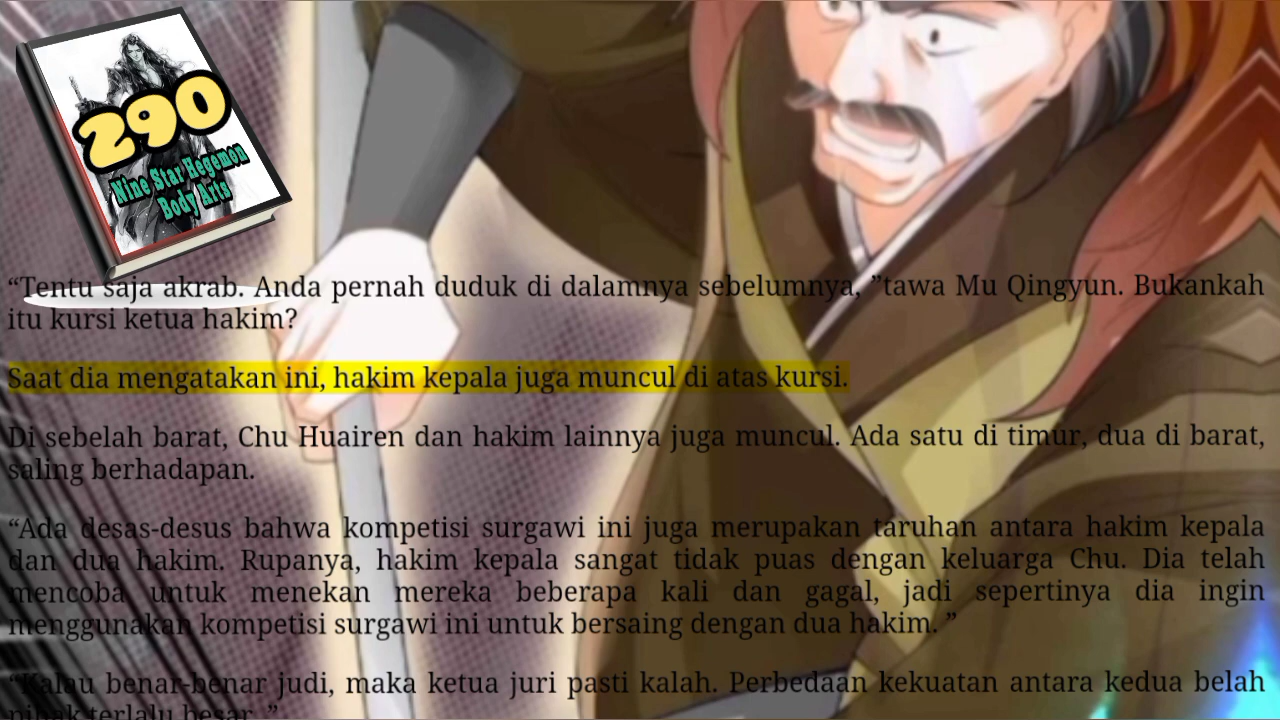 290
Nine Star Hegemon
Body Arts
“Tentu saja akrab. Anda pernah duduk di dalamnya sebelumnya, ”tawa Mu Qingyun. Bukankah
itu kursi ketua hakim?
Saat dia mengatakan ini, hakim kepala juga muncul di atas kursi.
Di sebelah barat, Chu Huairen dan hakim lainnya juga muncul. Ada satu di timur, dua di barat,
saling berhadapan.
“Ada desas-desus bahwa kompetisi surgawi ini juga merupakan taruhan antara hakim kepala
dan dua hakim. Rupanya, hakim kepala sangat tidak puas dengan keluarga Chu. Dia telah
mencoba untuk menekan mereka beberapa kali dan gagal, jadi sepertinya dia ingin
menggunakan kompetisi surgawi ini untuk bersaing dengan dua hakim. ”
“Kalau benar-benar judi, maka ketua juri pasti kalah. Perbedaan kekuatan antara kedua belah
pihak terlalu besar. ”